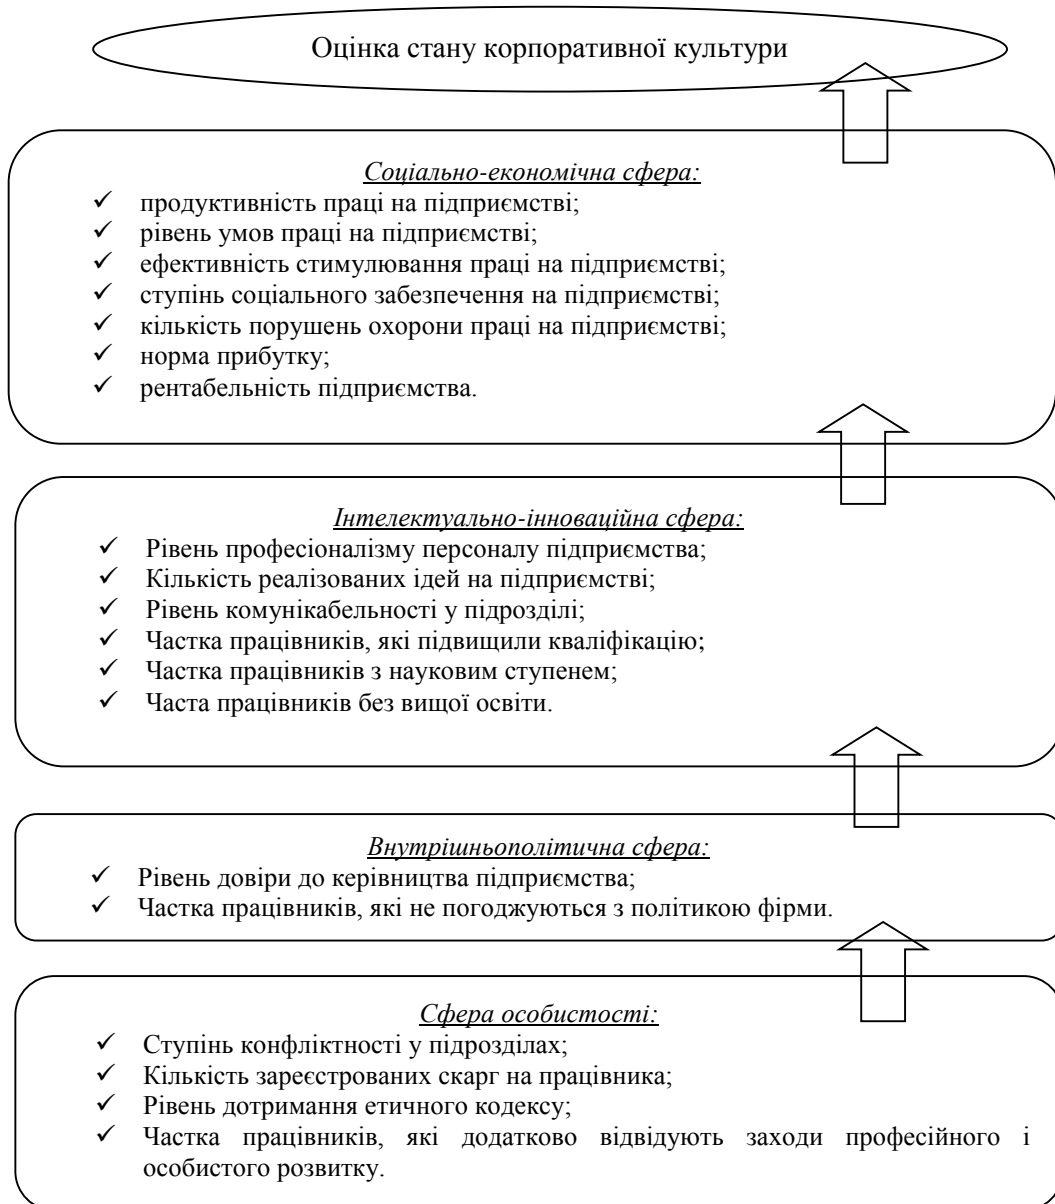 Оцінка стану корпоративної культури
Соціально-економічна сфера:
✓ продуктивність праці на підприємстві;
✓ рівень умов праці на підприємстві;
✓ ефективність стимулювання праці на підприємстві;
✓ ступінь соціального забезпечення на підприємстві;
✓ кількість порушень охорони праці на підприємстві;
✓ норма прибутку;
✓ рентабельність підприємства.
Інтелектуально-інноваційна сфера:
✓ Рівень професіоналізму персоналу підприємства;
✓ Кількість реалізованих ідей на підприємстві;
✓ Рівень комунікабельності у підрозділі;
✓ Частка працівників, які підвищили кваліфікацію;
✓ Частка працівників з науковим ступенем;
✓ Часта працівників без вищої освіти.
Внутрішньополітична сфера:
✓ Рівень довіри до керівництва підприємства;
✓ Частка працівників, які не погоджуються з політикою фірми.
Сфера особистості:
✓ Ступінь конфліктності у підрозділах;
✓ Кількість зареєстрованих скарг на працівника;
✓ Рівень дотримання етичного кодексу;
✓ Частка працівників, які додатково відвідують заходи професійного і
особистого розвитку.